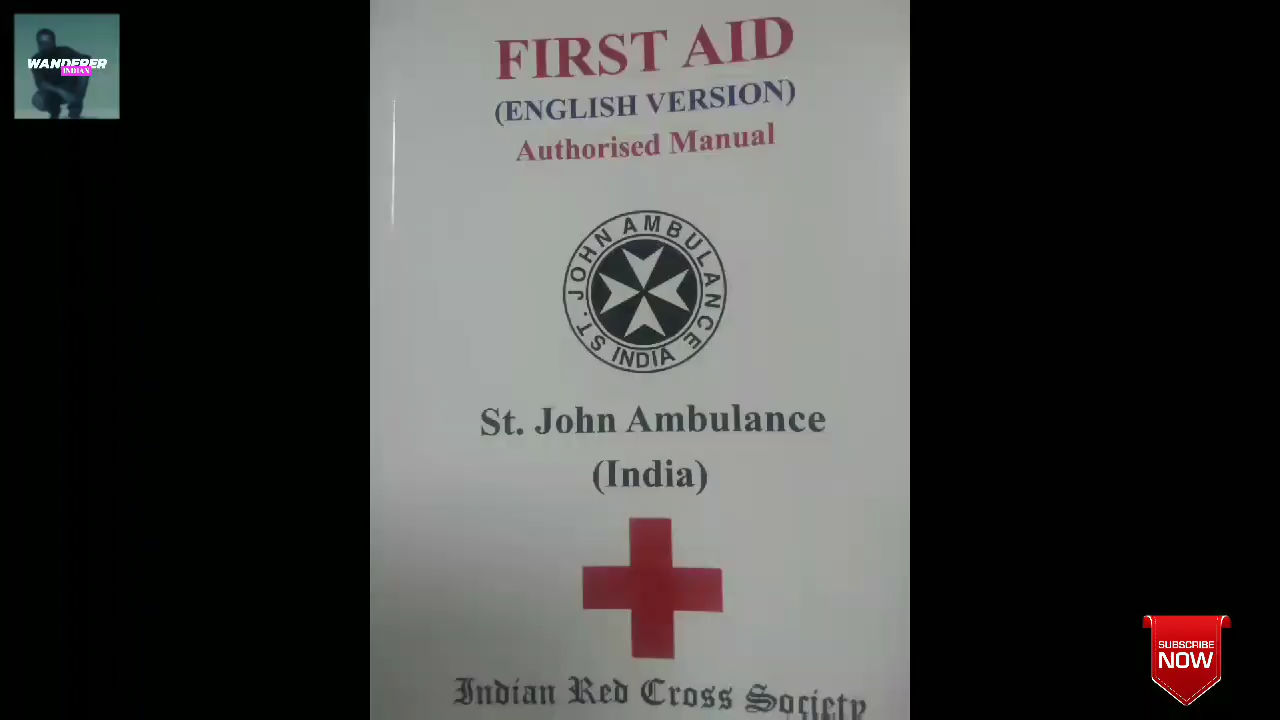 WANDERER
INDIAN
FIRST AID
(ENGLISH VERSION)
Authorised Manual
ST. JOHN AMBULANCE
INDIA
St. John Ambulance
(India)
Indian Red Cross Society
SUBSCRIBE
NOW